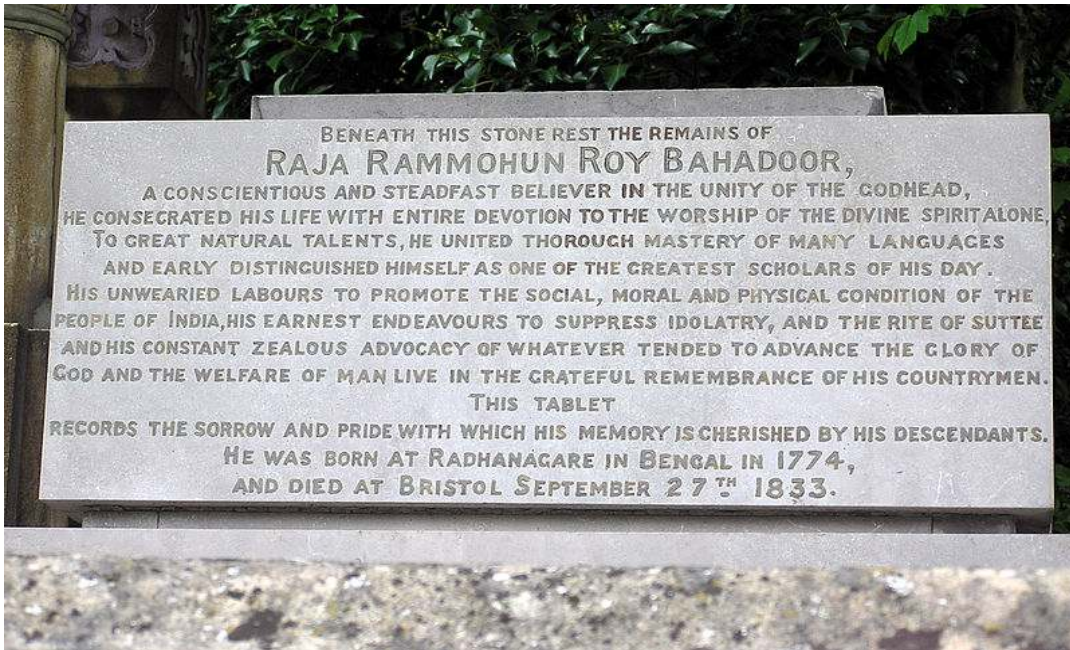 BENEATH THIS STONE REST THE REMAINS OF
RAJA RAMMOHUN ROY BAHADOOR,
A CONSCIENTIOUS AND STEADFAST BELIEVER IN THE UNITY OF THE GODHEAD,
HE CONSECRATED HIS LIFE WITH ENTIRE DEVOTION TO THE WORSHIP OF THE DIVINE SPIRIT ALONE,
TO GREAT NATURAL TALENTS, HE UNITED THOROUGH MASTERY OF MANY LANGUAGES
AND EARLY DISTINGUISHED HIMSELF AS ONE OF THE GREATEST SCHOLARS OF HIS DAY.
HIS UNWEARIED LABOURS TO PROMOTE THE SOCIAL, MORAL AND PHYSICAL CONDITION OF THE
PEOPLE OF INDIA, HIS EARNEST ENDEAVOURS TO SUPPRESS IDOLATRY, AND THE RITE OF SUTTEE
AND HIS CONSTANT ZEALOUS ADVOCACY OF WHATEVER TENDED TO ADVANCE THE GLORY OF
GOD AND THE WELFARE OF MAN LIVE IN THE GRATEFUL REMEMBRANCE OF HIS COUNTRYMEN.
THIS TABLET
RECORDS THE SORROW AND PRIDE WITH WHICH HIS MEMORY IS CHERISHED BY HIS DESCENDANTS.
HE WAS BORN AT RADHANAGARE IN BENGAL IN 1774,
AND DIED AT BRISTOL SEPTEMBER 27TH 1833.